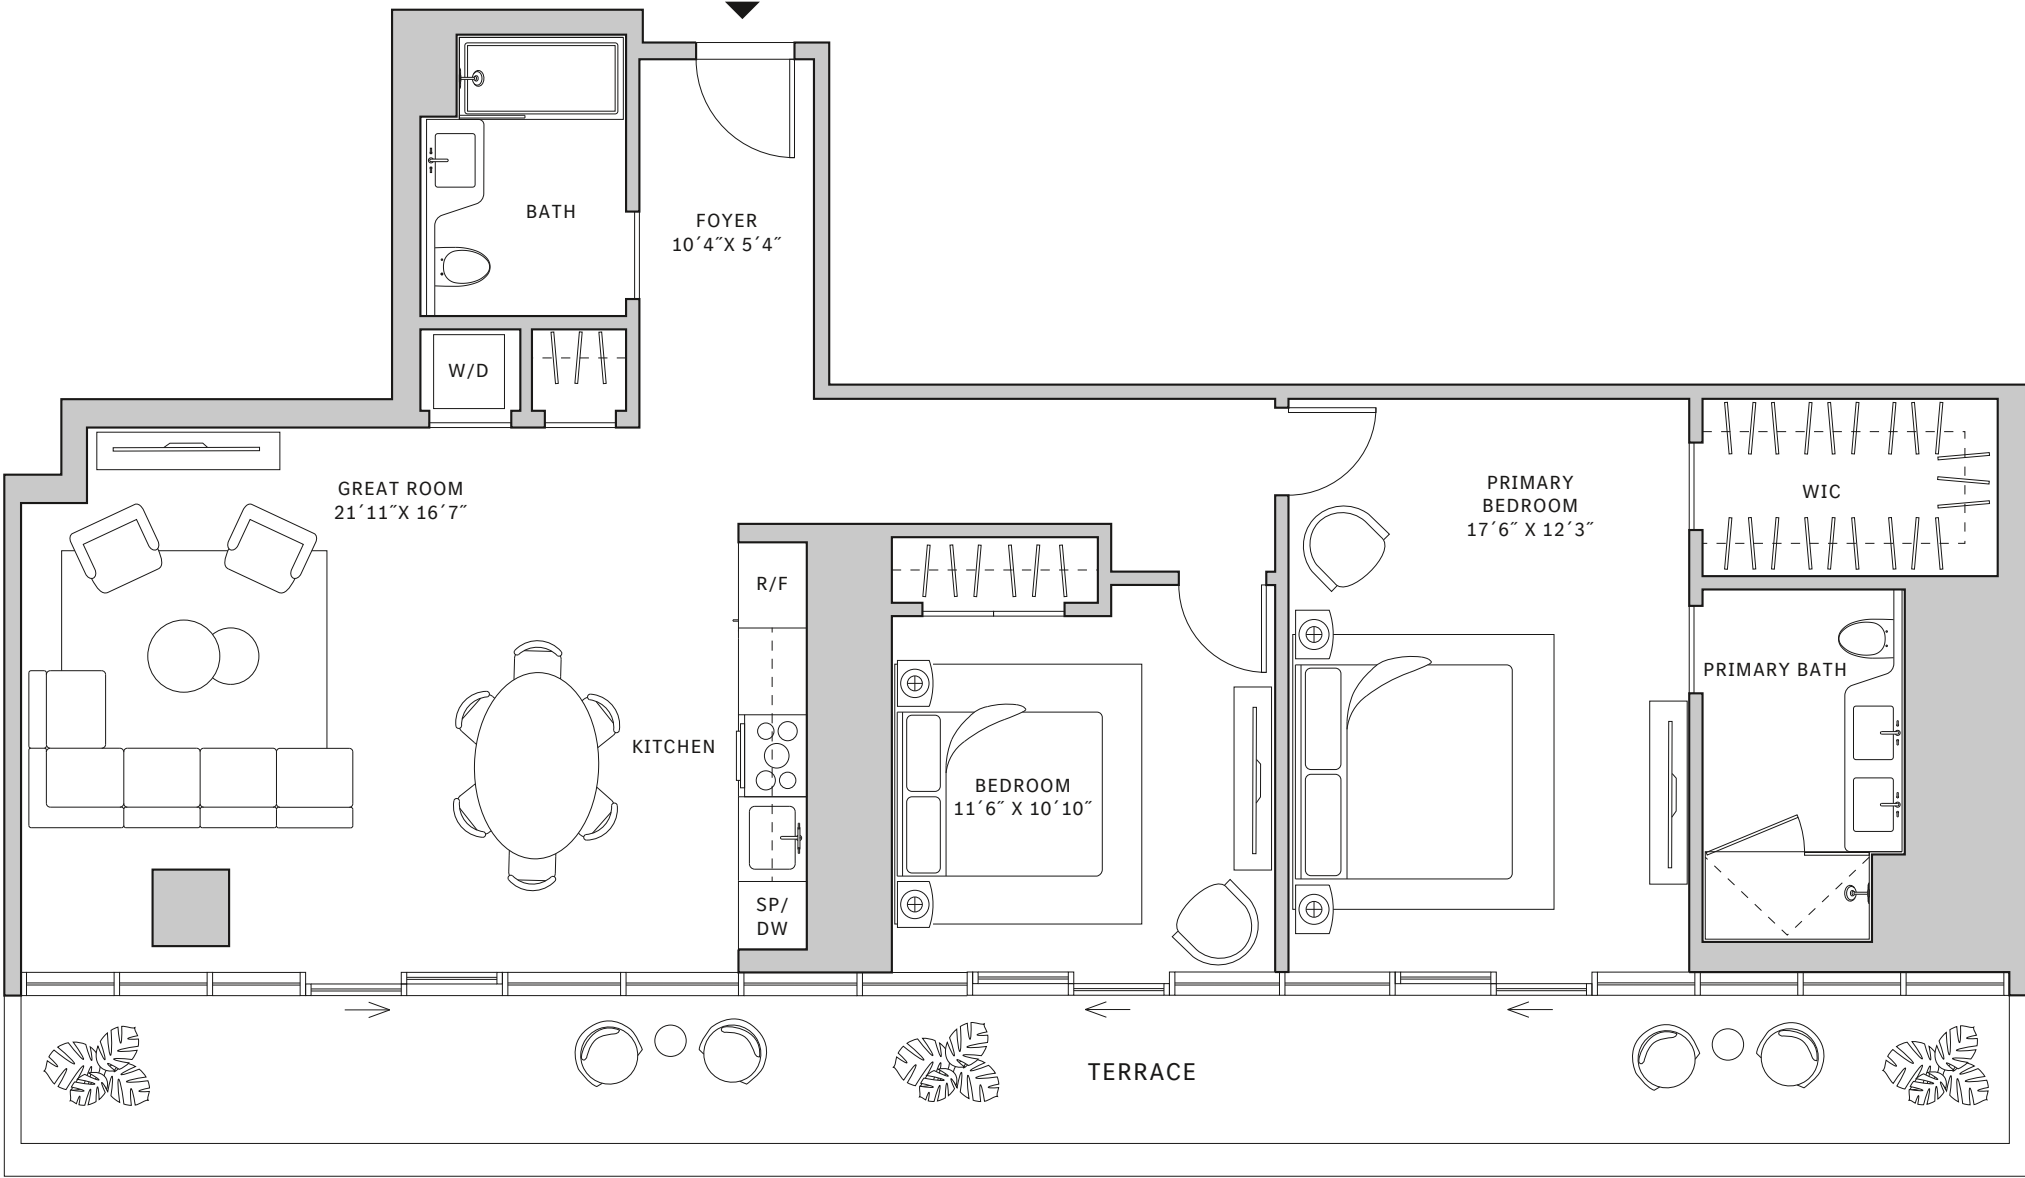 BATH
FOYER
10´4˝X 5´4˝
W/D
GREAT ROOM
21´11˝X 16´7˝
PRIMARY
BEDROOM
17´6˝ X 12´3˝
WIC
R/F
PRIMARY BATH
KITCHEN
BEDROOM
11´6˝ X 10´10˝
SP/
DW
TERRACE